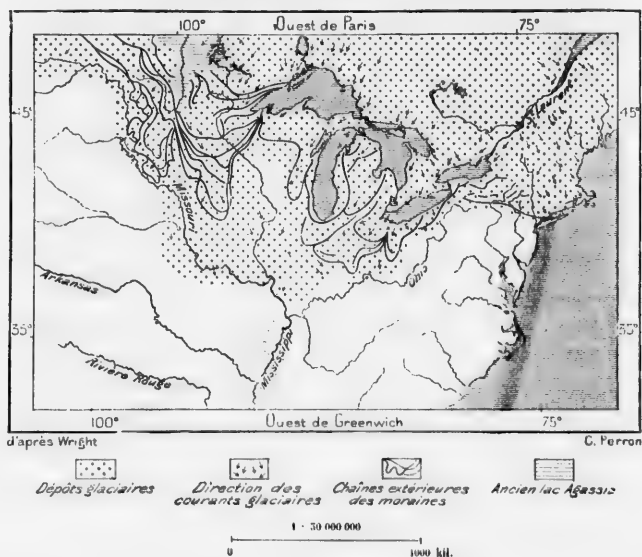 Ouest de Paris
100° 75°
45° 45°
Missouri
St Laurent
Arkansas
Ohio
35° 35°
Mississippi
Rivière Rouge
100° Ouest de Greenwich 75°
d'après Wright C. Perron
Dépôts glaciaires
Direction des courants glaciaires
Chaînes extérieures des moraines
Ancien lac Agassis
1 : 30 000 000
0 1000 kil.